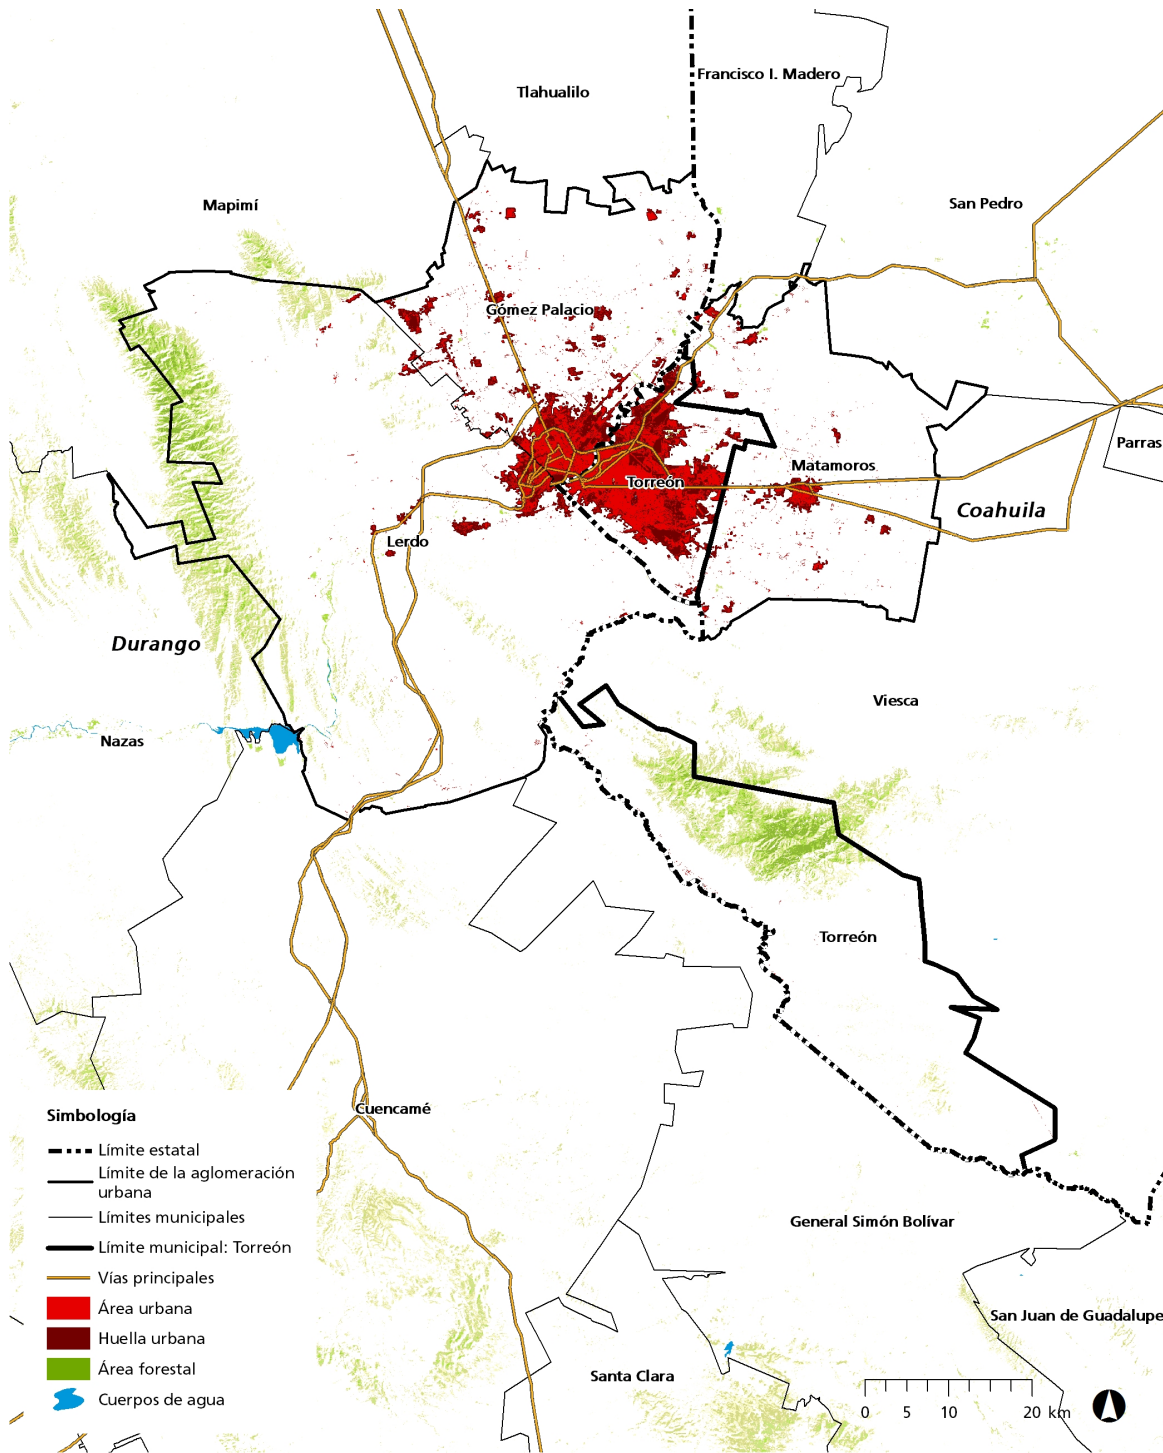 Francisco I. Madero
Tlahualilo
Mapimí
San Pedro
Gómez Palacio
Parras
Matamoros
Torreón
Coahuila
Lerdo
Durango
Viesca
Nazas
Torreón
Cuencamé
General Simón Bolívar
San Juan de Guadalupe
Santa Clara
Simbología
Límite estatal
Límite de la aglomeración
urbana
Límites municipales
Límite municipal: Torreón
Vías principales
Área urbana
Huella urbana
Área forestal
Cuerpos de agua
0 5 10 20 km